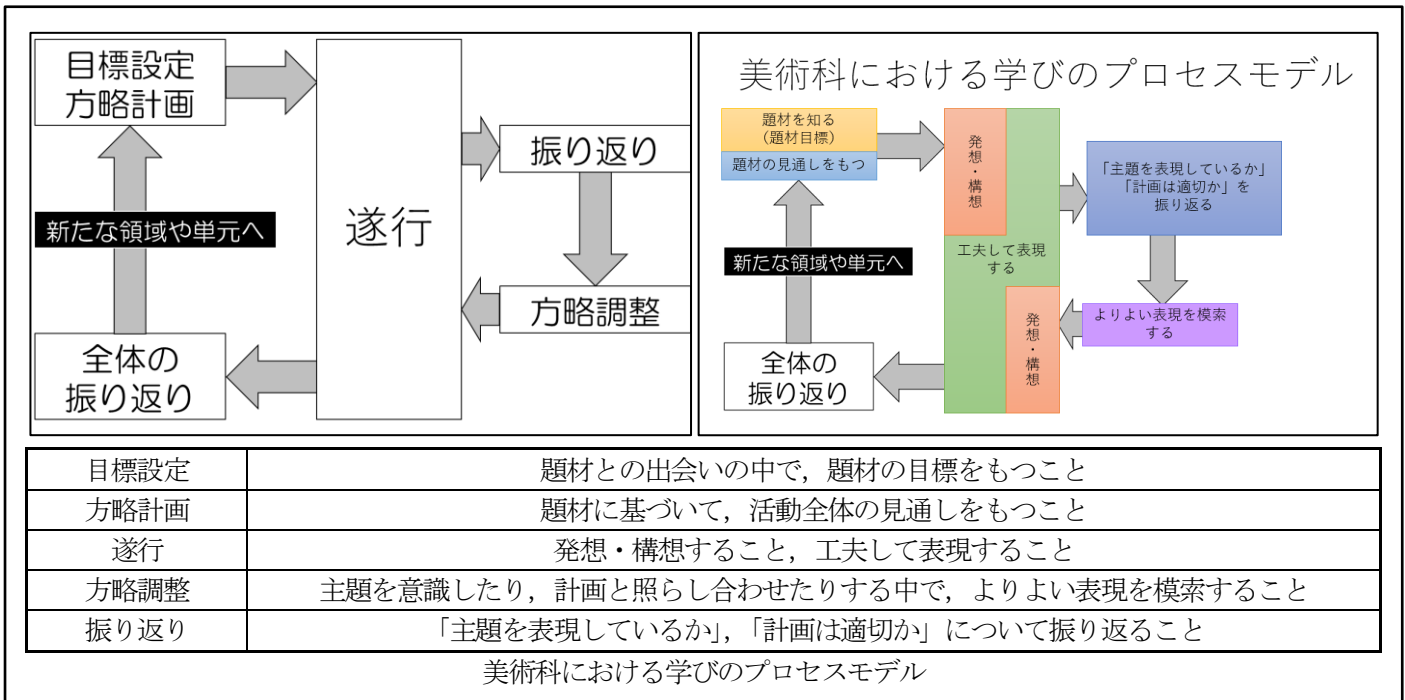 目標設定
方略計画
遂行
振り返り
方略調整
新たな領域や単元へ
全体の
振り返り
美術科における学びのプロセスモデル
題材を知る
（題材目標）
題材の見通しをもつ
発想・構想
工夫して表現
する
「主題を表現しているか」
「計画は適切か」を
振り返る
よりよい表現を模索
する
発想・構想
新たな領域や単元へ
全体の
振り返り
目標設定 題材との出会いの中で，題材の目標をもつこと
方略計画 題材に基づいて，活動全体の見通しをもつこと
遂行 発想・構想すること，工夫して表現すること
方略調整 主題を意識したり，計画と照らし合わせたりする中で，よりよい表現を模索すること
振り返り 「主題を表現しているか」，「計画は適切か」について振り返ること
美術科における学びのプロセスモデル